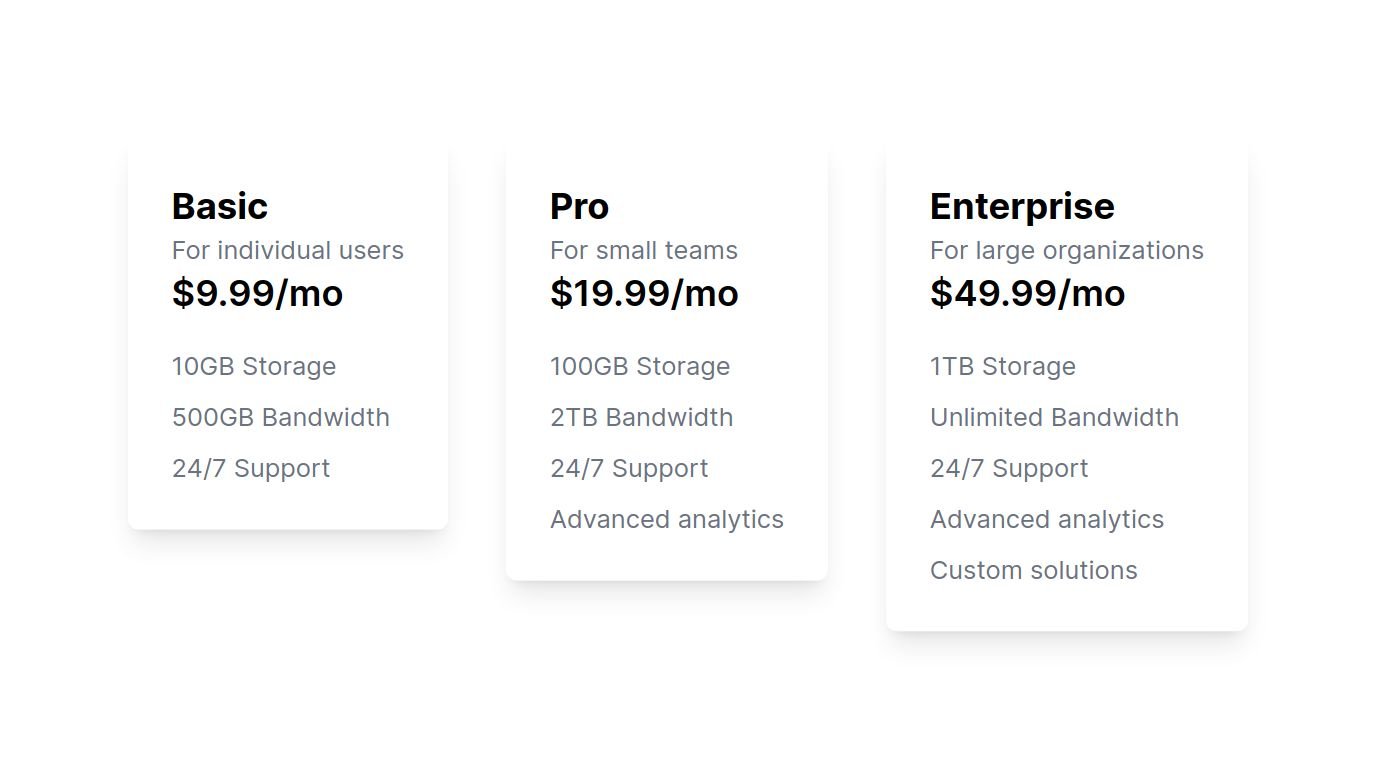 Basic
For individual users
$9.99/mo
10GB Storage
500GB Bandwidth
24/7 Support
Pro
For small teams
$19.99/mo
100GB Storage
2TB Bandwidth
24/7 Support
Advanced analytics
Enterprise
For large organizations
$49.99/mo
1TB Storage
Unlimited Bandwidth
24/7 Support
Advanced analytics
Custom solutions